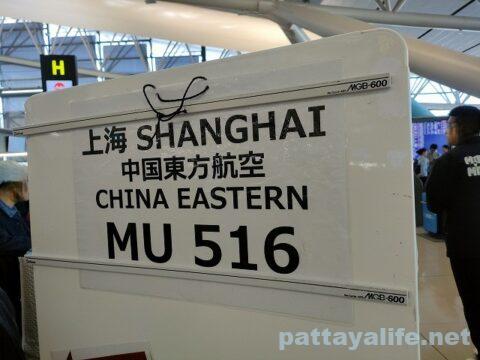 H
MGB-600
上海 SHANGHAI
中国東方航空
CHINA EASTERN
MU 516
MGB-600
pattayalife.net